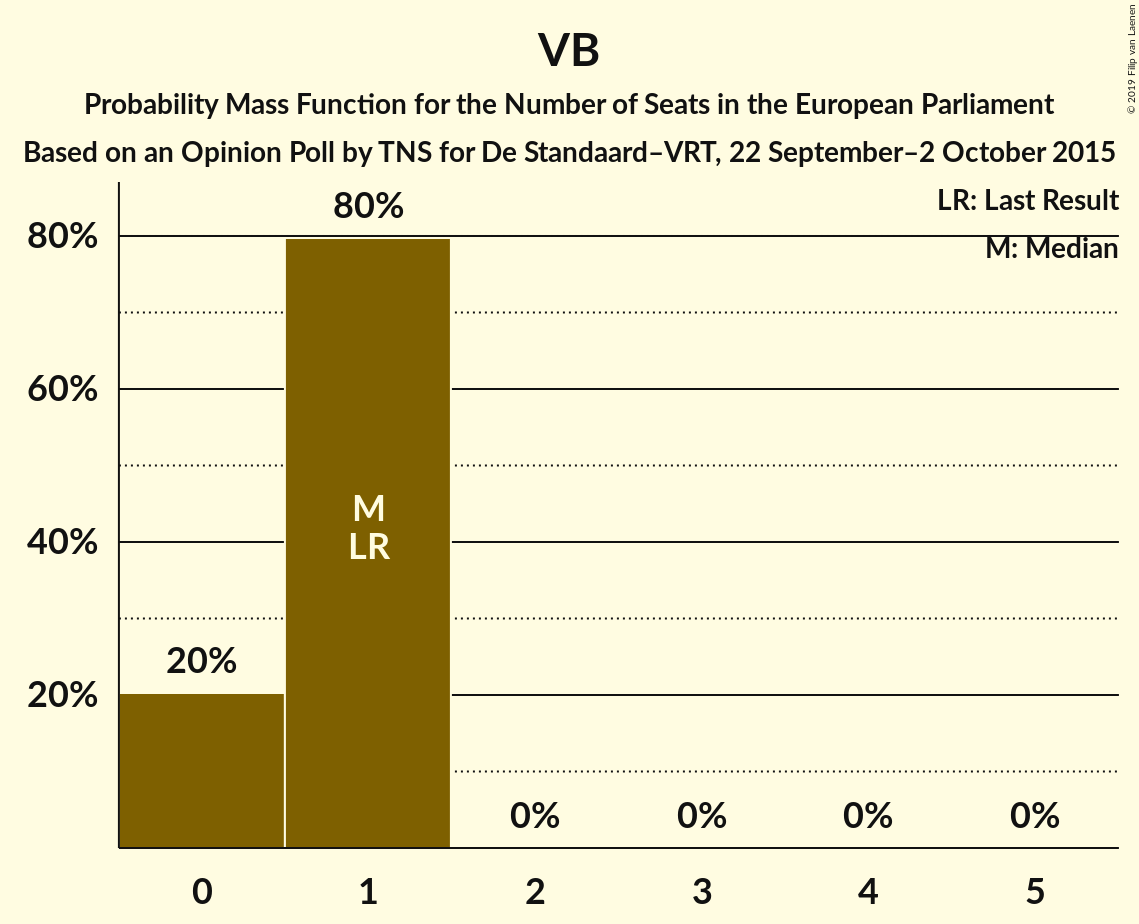 VB
Probability Mass Function for the Number of Seats in the European Parliament
Based on an Opinion Poll by TNS for De Standaard–VRT, 22 September–2 October 2015
© 2019 Filip van Laenen
LR: Last Result
M: Median
80%
60%
40%
20%
20%
80%
M
LR
0%
0%
0%
0%
0
1
2
3
4
5